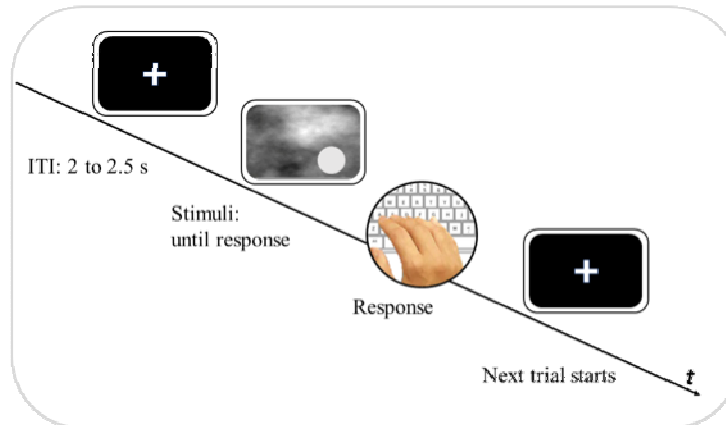 ITI: 2 to 2.5 s
Stimuli:
until response
Response
Next trial starts
t